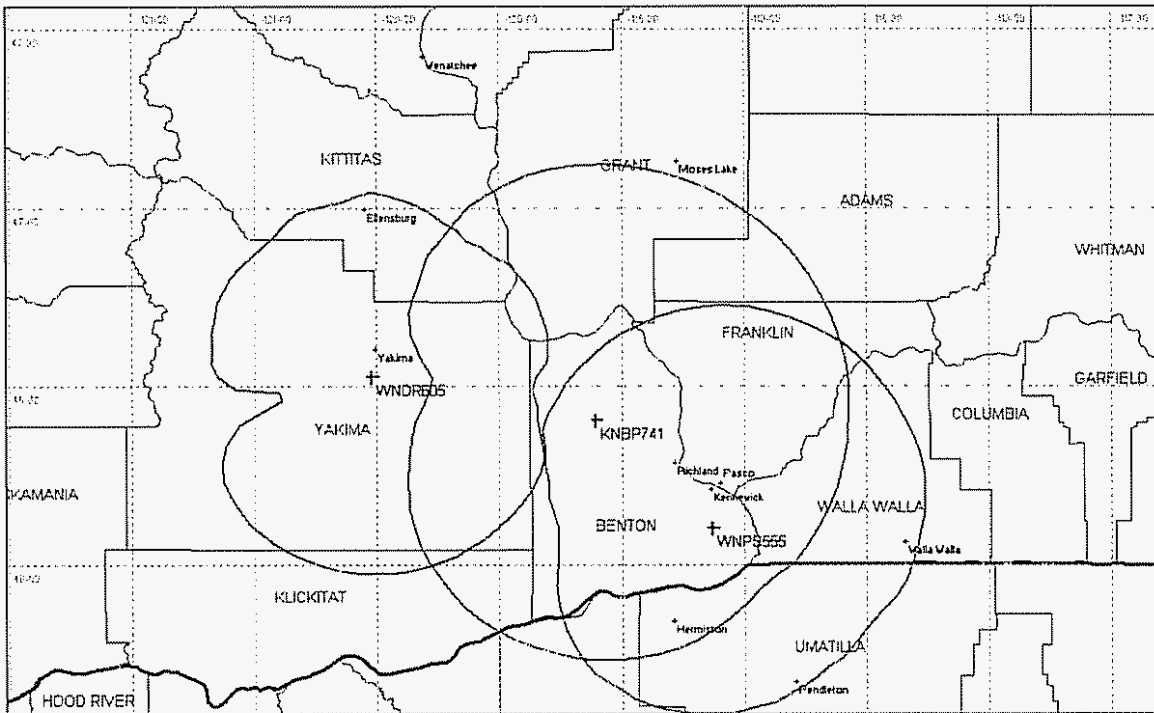 Wenatchee
KITTITAS
GRANT
Moses Lake
Ellensburg
ADAMS
WHITMAN
FRANKLIN
Yakima
WNDR605
GARFIELD
COLUMBIA
YAKIMA
KNBP741
Richland
Pasco
Kennewick
WALLA WALLA
KAMANIA
BENTON
WNPS555
Walla Walla
KLICKITAT
Hermiston
UMATILLA
Pendleton
HOOD RIVER